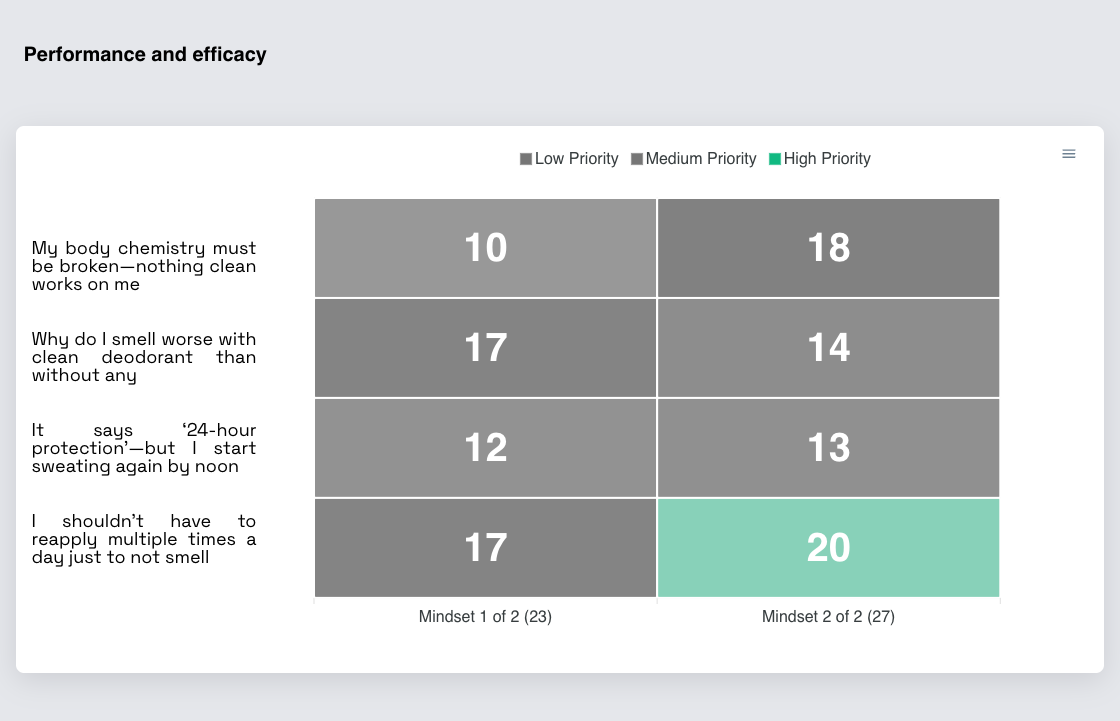 Performance and efficacy
Low Priority Medium Priority High Priority
My body chemistry must
be broken—nothing clean
works on me
10 18
Why do I smell worse with
clean deodorant than
without any
17 14
It says ‘24-hour
protection’—but I start
sweating again by noon
12 13
I shouldn’t have to
reapply multiple times a
day just to not smell
17 20
Mindset 1 of 2 (23) Mindset 2 of 2 (27)